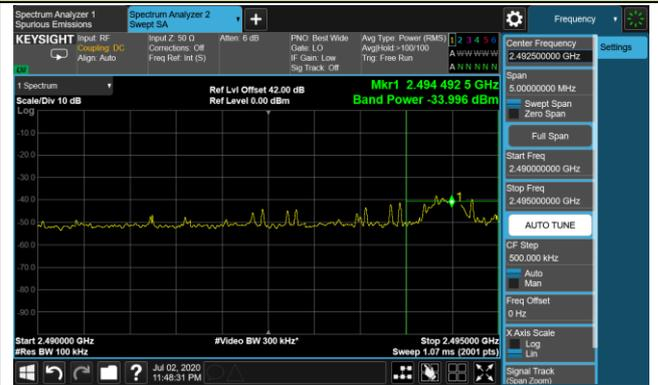 Spectrum Analyzer 1
Spurious Emissions
Spectrum Analyzer 2
Swept SA
Frequency
KEYSIGHT
Input: RF
Coupling: DC
Align: Auto
Input Z: 50 Ω
Corrections: Off
Freq Ref: Int (S)
Atten: 6 dB
PNO: Best Wide
Gate: LO
IF Gain: Low
Sig Track: Off
Avg Type: Power (RMS)
Avg|Hold:>100/100
Trig: Free Run
1 2 3 4 5 6
A W W W W W
A N N N N N
1 Spectrum
Scale/Div 10 dB
Log
Ref Lvl Offset 42.00 dB
Ref Level 0.00 dBm
Mkr1 2.494 492 5 GHz
Band Power -33.996 dBm
-10.0
-20.0
-30.0
-40.0
-50.0
-60.0
-70.0
-80.0
-90.0
1
Start 2.490000 GHz
#Res BW 100 kHz
#Video BW 300 kHz*
Stop 2.495000 GHz
Sweep 1.07 ms (2001 pts)
Jul 02, 2020
11:48:31 PM
Center Frequency
2.492500000 GHz
Settings
Span
5.00000000 MHz
Swept Span
Zero Span
Full Span
Start Freq
2.490000000 GHz
Stop Freq
2.495000000 GHz
AUTO TUNE
CF Step
500.000 kHz
Auto
Man
Freq Offset
0 Hz
X Axis Scale
Log
Lin
Signal Track
(Span Zoom)